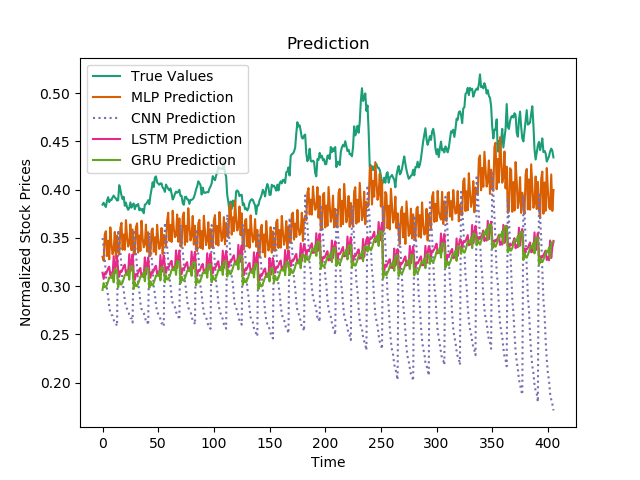 Prediction
True Values
MLP Prediction
CNN Prediction
LSTM Prediction
GRU Prediction
Normalized Stock Prices
0.50
0.45
0.40
0.35
0.30
0.25
0.20
0 50 100 150 200 250 300 350 400
Time